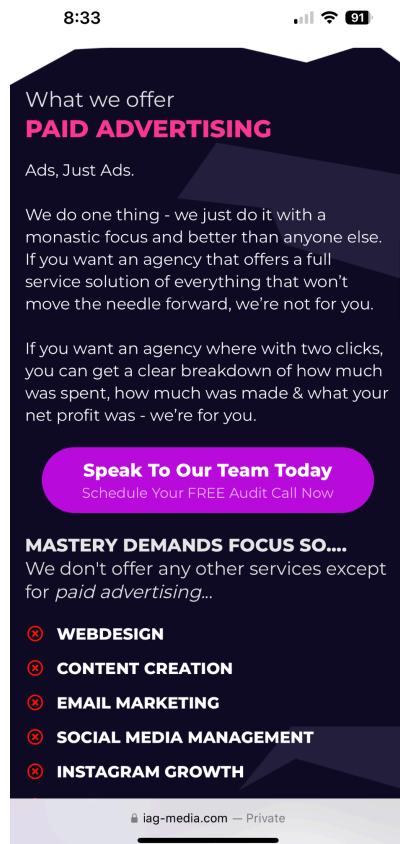 8:33
91
What we offer
PAID ADVERTISING
Ads, Just Ads.
We do one thing - we just do it with a
monastic focus and better than anyone else.
If you want an agency that offers a full
service solution of everything that won't
move the needle forward, we're not for you.
If you want an agency where with two clicks,
you can get a clear breakdown of how much
was spent, how much was made & what your
net profit was - we're for you.
Speak To Our Team Today
Schedule Your FREE Audit Call Now
MASTERY DEMANDS FOCUS SO....
We don't offer any other services except
for paid advertising...
WEBDESIGN
CONTENT CREATION
EMAIL MARKETING
SOCIAL MEDIA MANAGEMENT
INSTAGRAM GROWTH
iag-media.com — Private